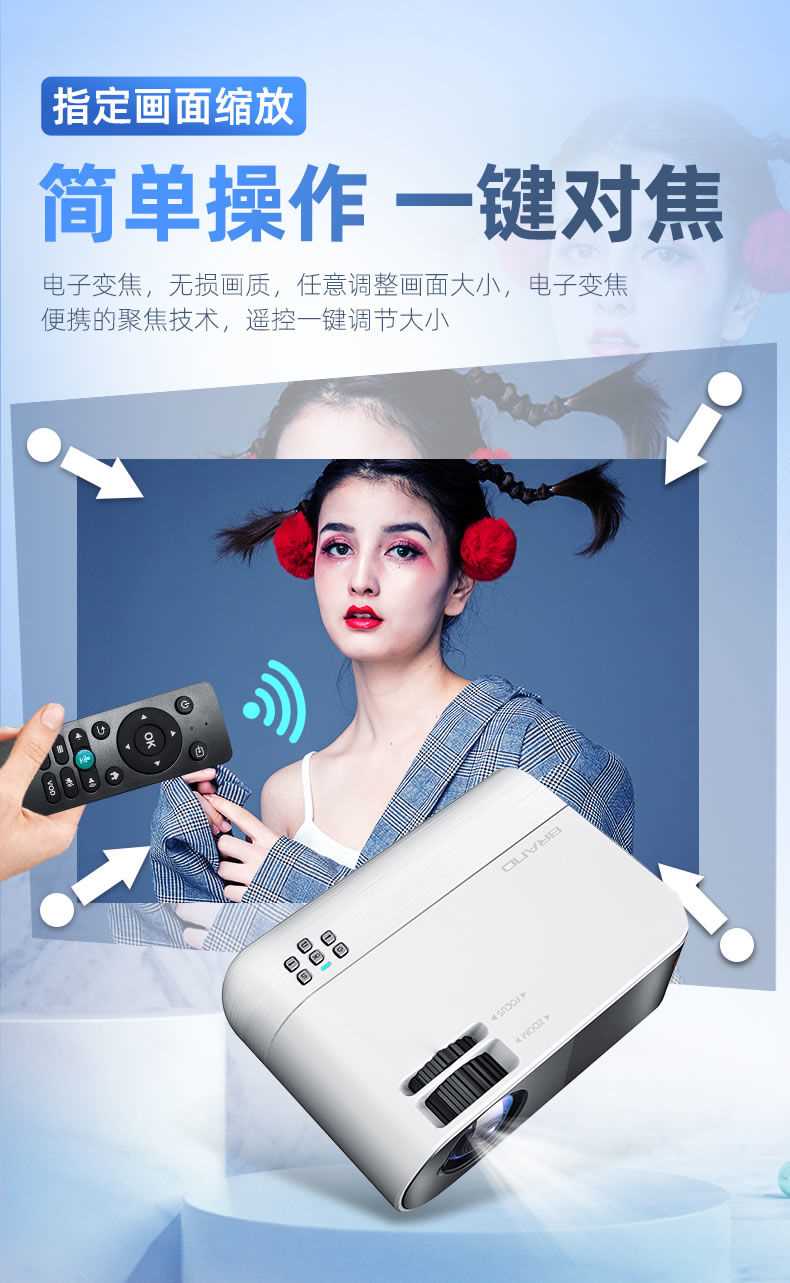 指定画面缩放
简单操作 一键对焦
电子变焦，无损画质，任意调整画面大小，电子变焦
便携的聚焦技术，遥控一键调节大小
OK
VOD
BRAND
◀ FOCUS ▶
◀ ZOOM ▶